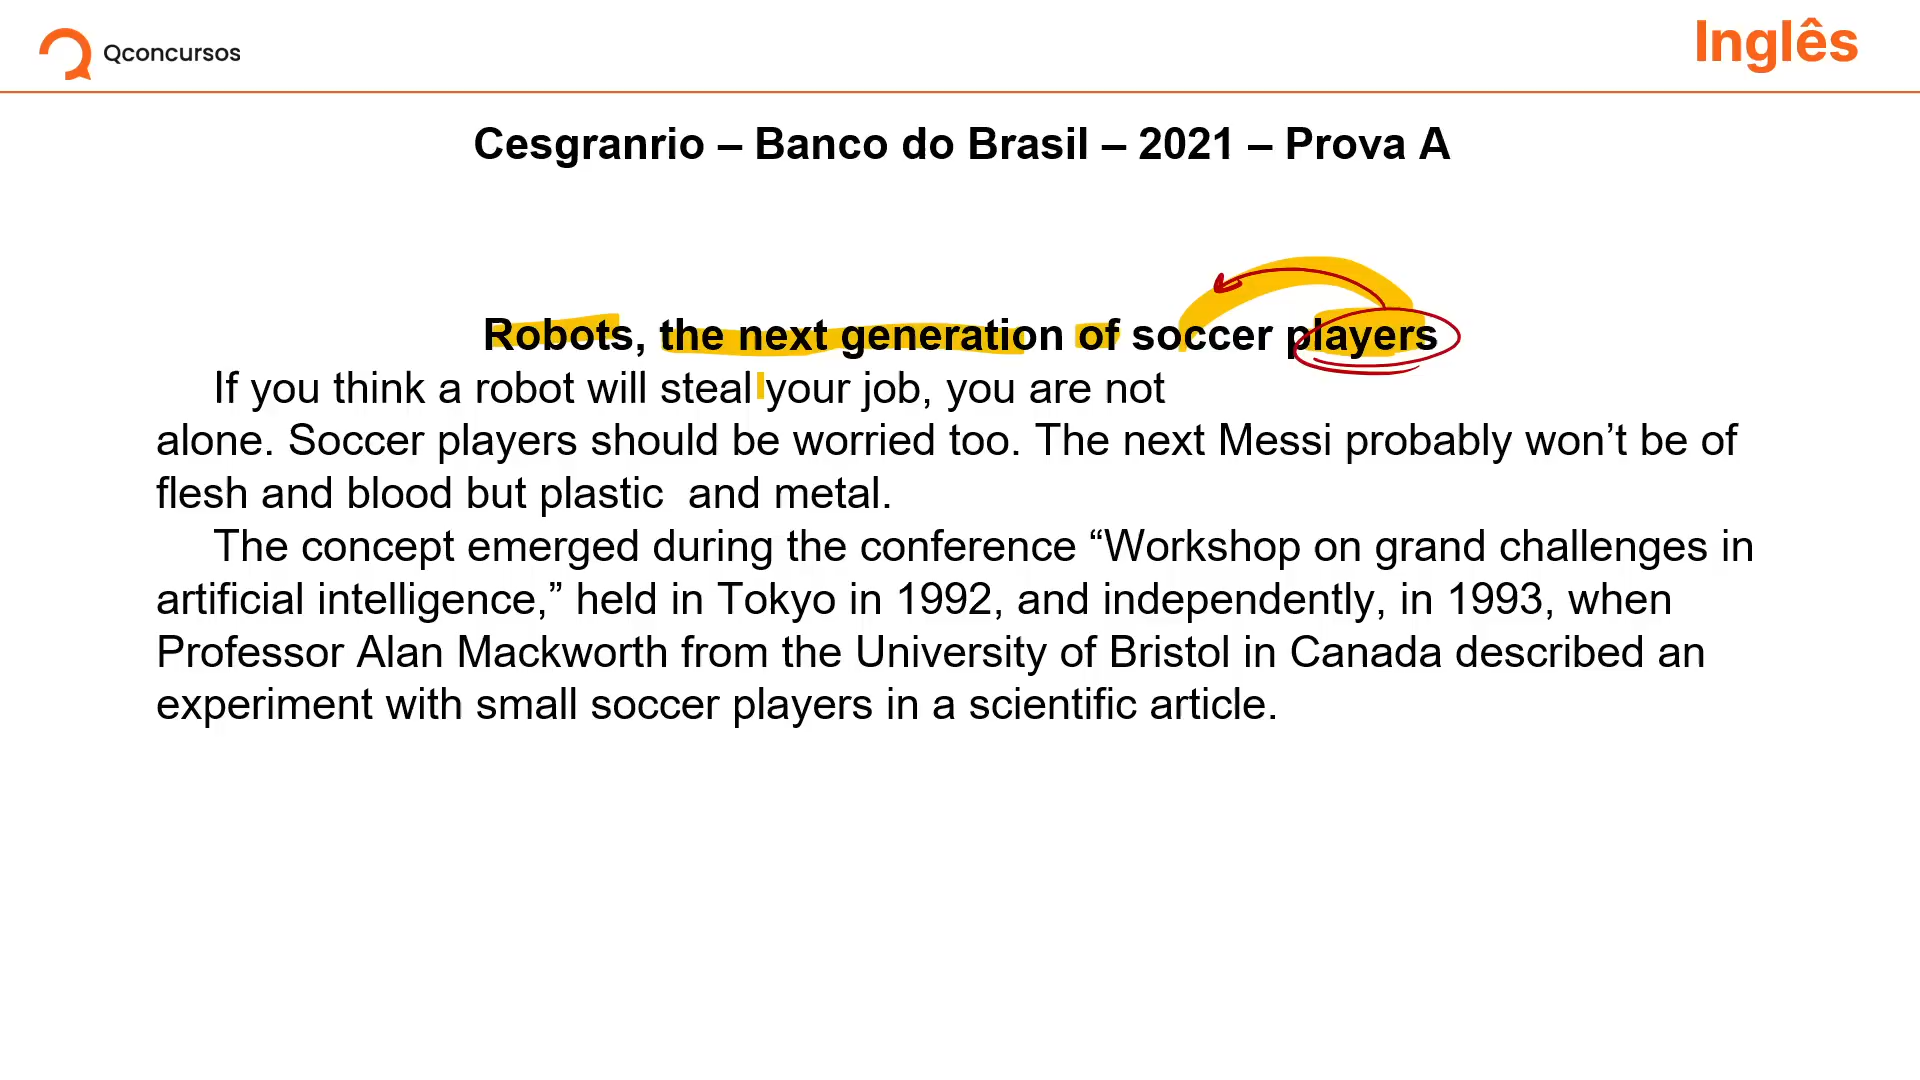 Qconcursos
Inglês
Cesgranrio – Banco do Brasil – 2021 – Prova A
Robots, the next generation of soccer players
If you think a robot will steal your job, you are not
alone. Soccer players should be worried too. The next Messi probably won’t be of
flesh and blood but plastic  and metal.
The concept emerged during the conference “Workshop on grand challenges in
artificial intelligence,” held in Tokyo in 1992, and independently, in 1993, when
Professor Alan Mackworth from the University of Bristol in Canada described an
experiment with small soccer players in a scientific article.